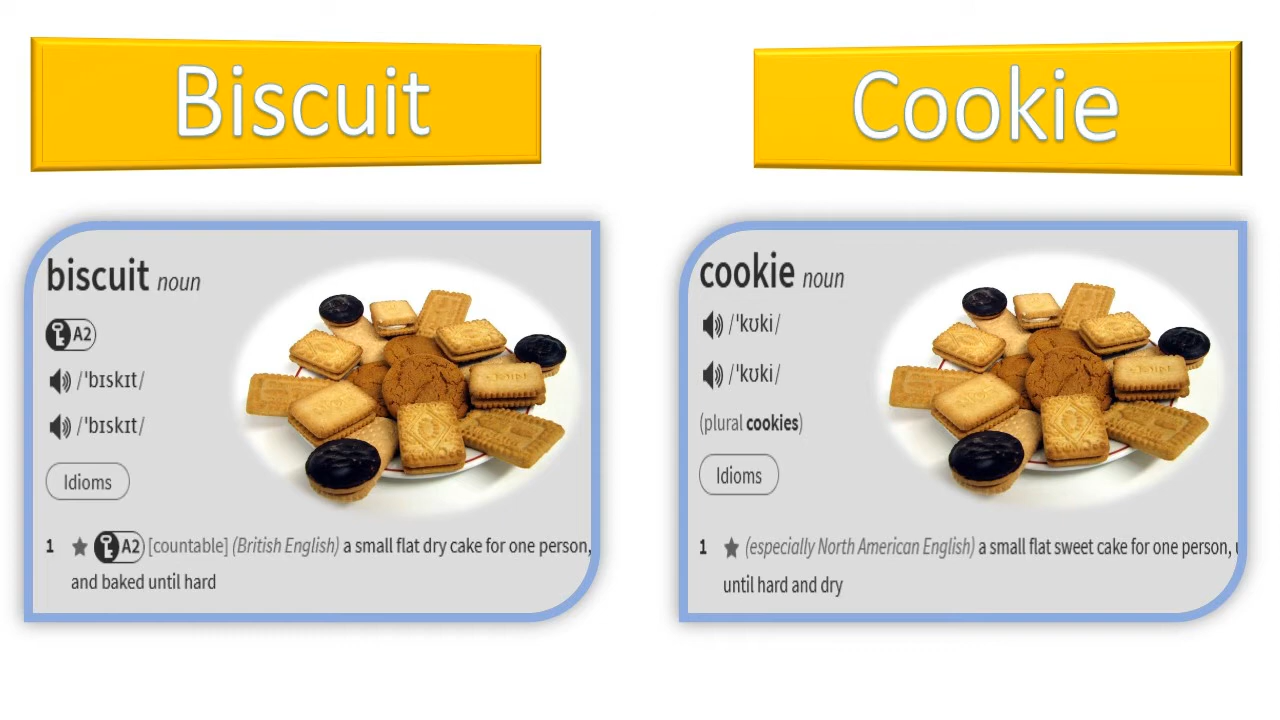 Biscuit
Cookie
biscuit noun
A2
/ˈbɪskɪt/
/ˈbɪskɪt/
Idioms
1 ★ A2 [countable] (British English) a small flat dry cake for one person,
and baked until hard
cookie noun
/ˈkʊki/
/ˈkʊki/
(plural cookies)
Idioms
1 ★ (especially North American English) a small flat sweet cake for one person,
until hard and dry